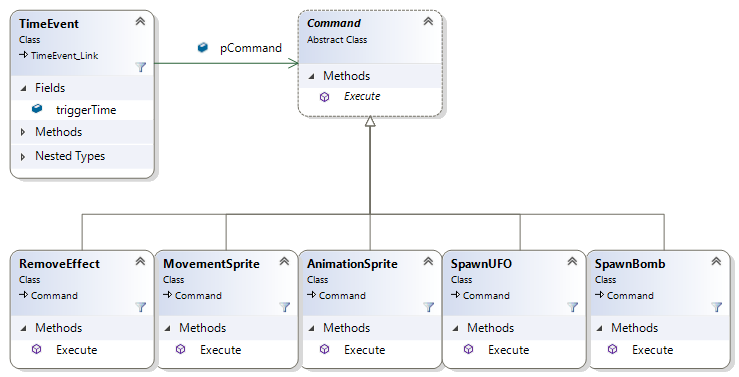 TimeEvent
Class
TimeEvent_Link
Fields
triggerTime
Methods
Nested Types
pCommand
Command
Abstract Class
Methods
Execute
RemoveEffect
Class
Command
Methods
Execute
MovementSprite
Class
Command
Methods
Execute
AnimationSprite
Class
Command
Methods
Execute
SpawnUFO
Class
Command
Methods
Execute
SpawnBomb
Class
Command
Methods
Execute